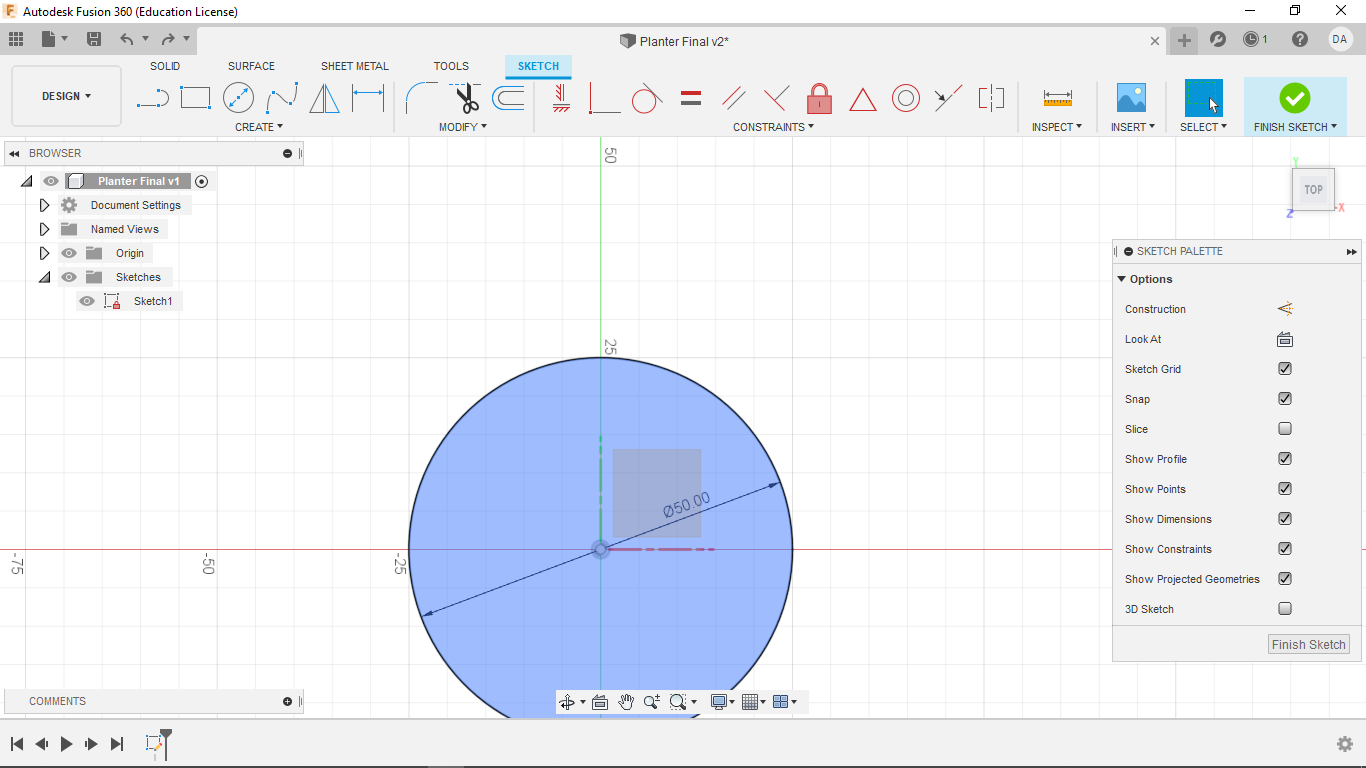 Autodesk Fusion 360 (Education License)
Planter Final v2*
1
DA
DESIGN
SOLID
SURFACE
SHEET METAL
TOOLS
SKETCH
CREATE
MODIFY
CONSTRAINTS
INSPECT
INSERT
SELECT
FINISH SKETCH
BROWSER
Planter Final v1
Document Settings
Named Views
Origin
Sketches
Sketch1
50
25
Ø50.00
-75
-50
-25
Y
TOP
Z
X
SKETCH PALETTE
Options
Construction
Look At
Sketch Grid
Snap
Slice
Show Profile
Show Points
Show Dimensions
Show Constraints
Show Projected Geometries
3D Sketch
Finish Sketch
COMMENTS